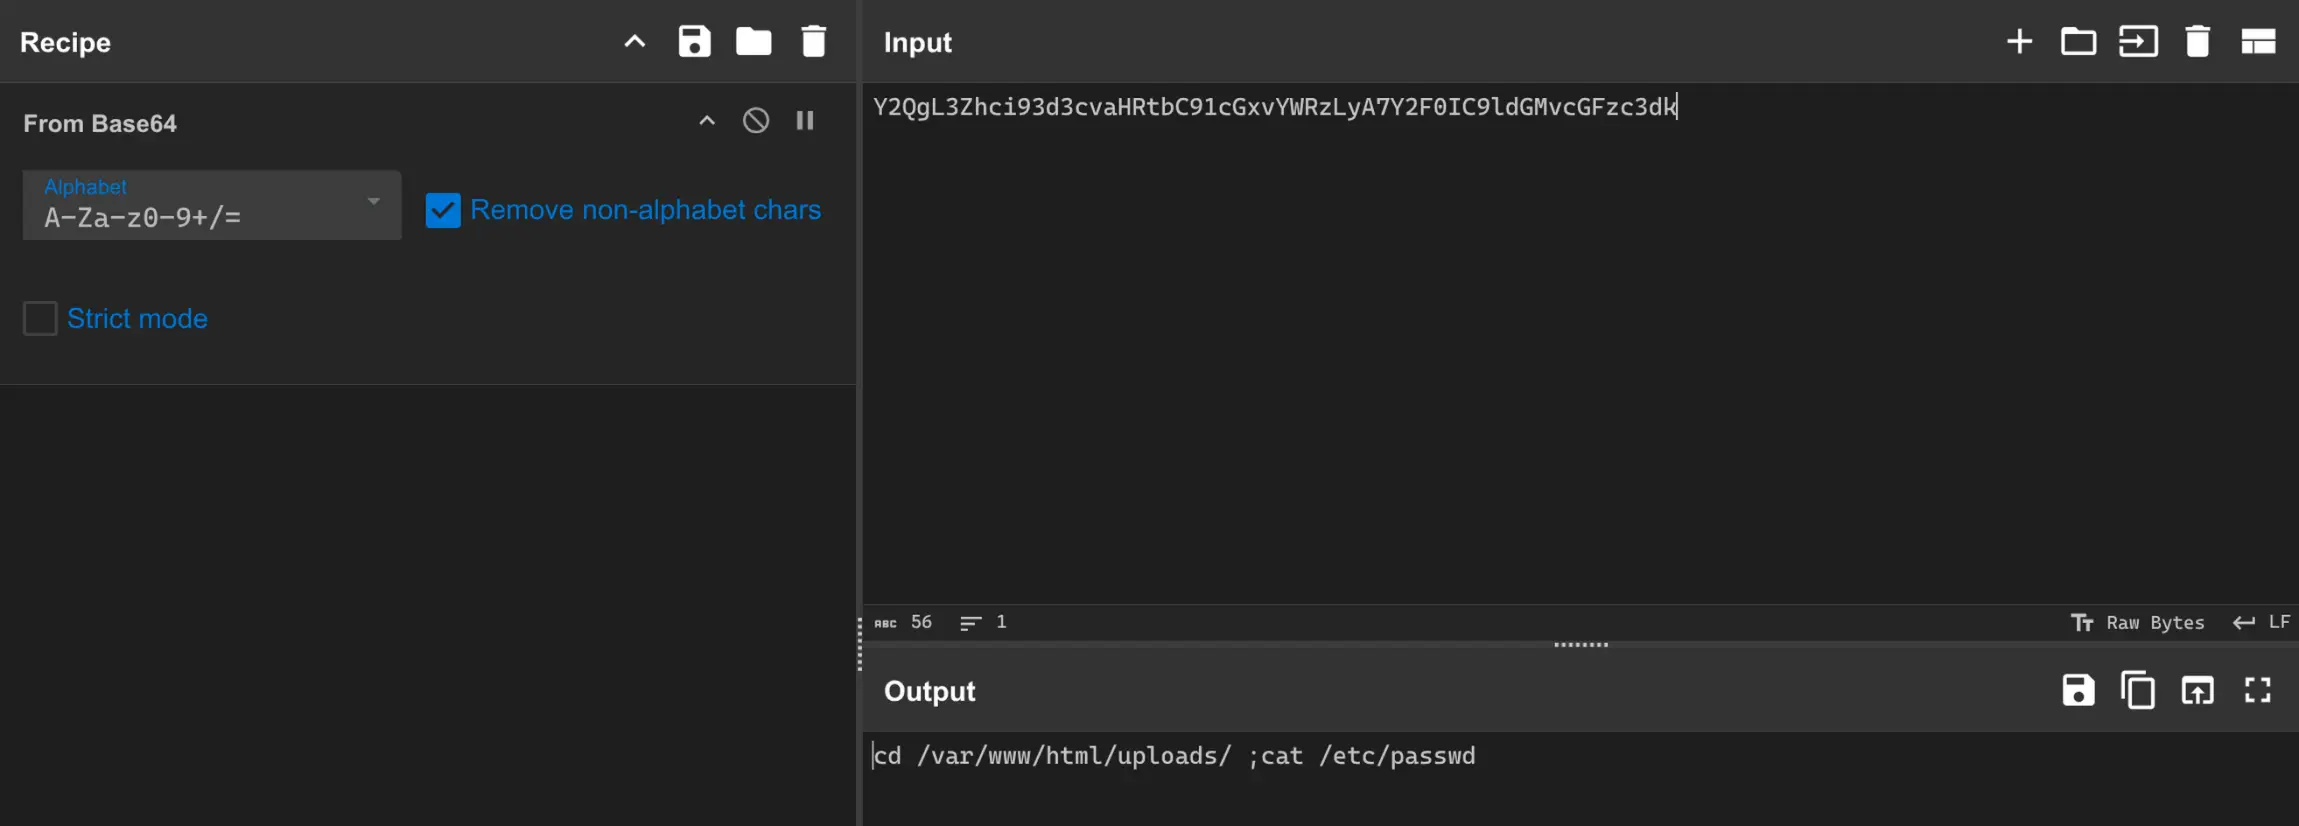 Recipe
From Base64
Alphabet
A-Za-z0-9+/=
Remove non-alphabet chars
Strict mode
Input
Y2QgL3Zhci93d3cvaHRtbC91cGxvYWRzLyA7Y2F0IC9ldGMvcGFzc3dk
ABC 56 1
Tт Raw Bytes LF
Output
cd /var/www/html/uploads/ ;cat /etc/passwd